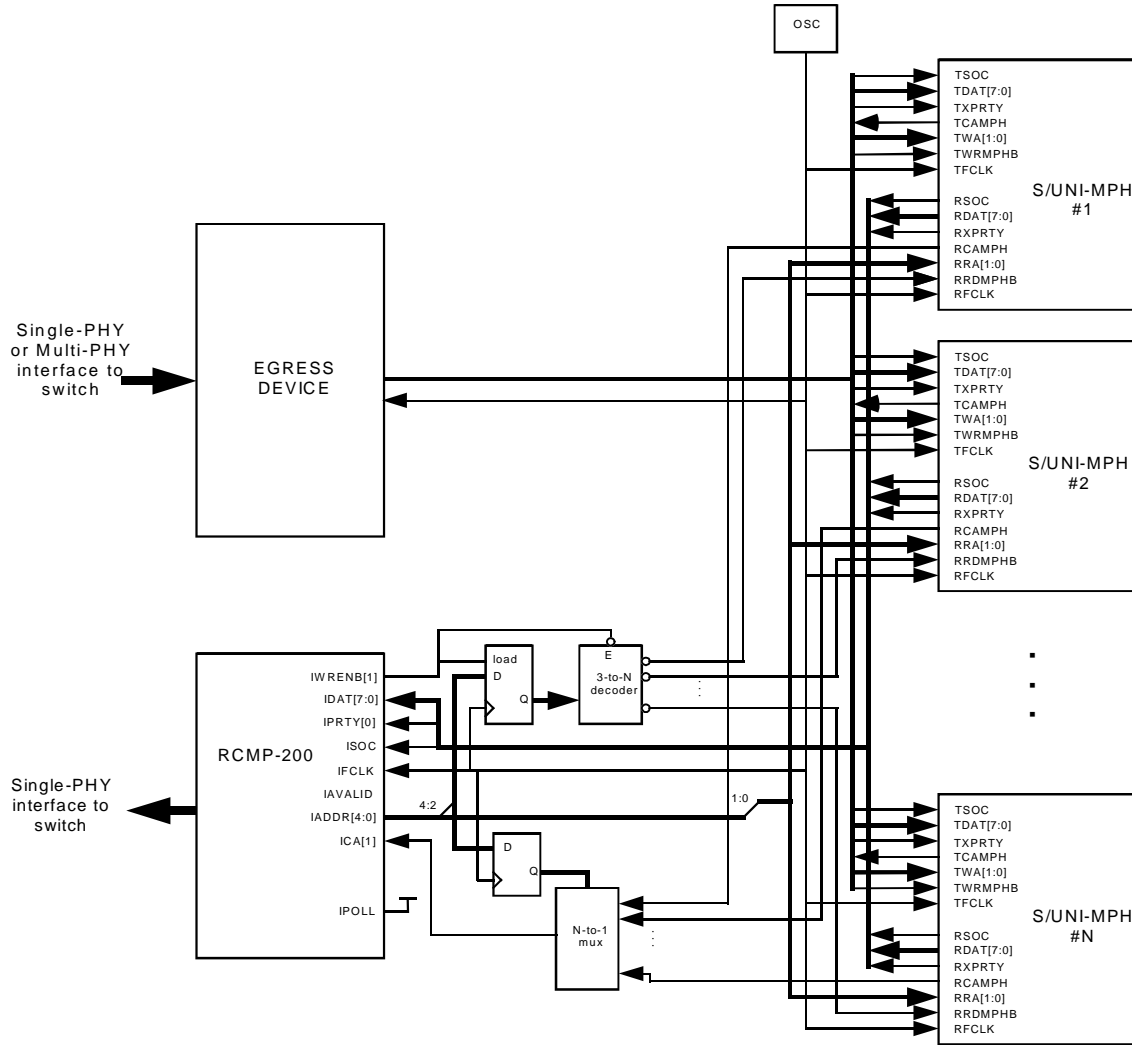 OSC
TSOC
TDAT[7:0]
TXPRTY
TCAMPH
TWA[1:0]
TWRMPHB
TFCLK
S/UNI-MPH
#1
RSOC
RDAT[7:0]
RXPRTY
RCAMPH
RRA[1:0]
RRDMPHB
RFCLK
Single-PHY
or Multi-PHY
interface to
switch
EGRESS
DEVICE
TSOC
TDAT[7:0]
TXPRTY
TCAMPH
TWA[1:0]
TWRMPHB
TFCLK
S/UNI-MPH
#2
RSOC
RDAT[7:0]
RXPRTY
RCAMPH
RRA[1:0]
RRDMPHB
RFCLK
Single-PHY
interface to
switch
RCMP-200
IWRENB[1]
IDAT[7:0]
IPRTY[0]
ISOC
IFCLK
IAVALID
IADDR[4:0]
ICA[1]
IPOLL
load
D
Q
E
3-to-N
decoder
4:2
1:0
D
Q
N-to-1
mux
TSOC
TDAT[7:0]
TXPRTY
TCAMPH
TWA[1:0]
TWRMPHB
TFCLK
S/UNI-MPH
#N
RSOC
RDAT[7:0]
RXPRTY
RCAMPH
RRA[1:0]
RRDMPHB
RFCLK